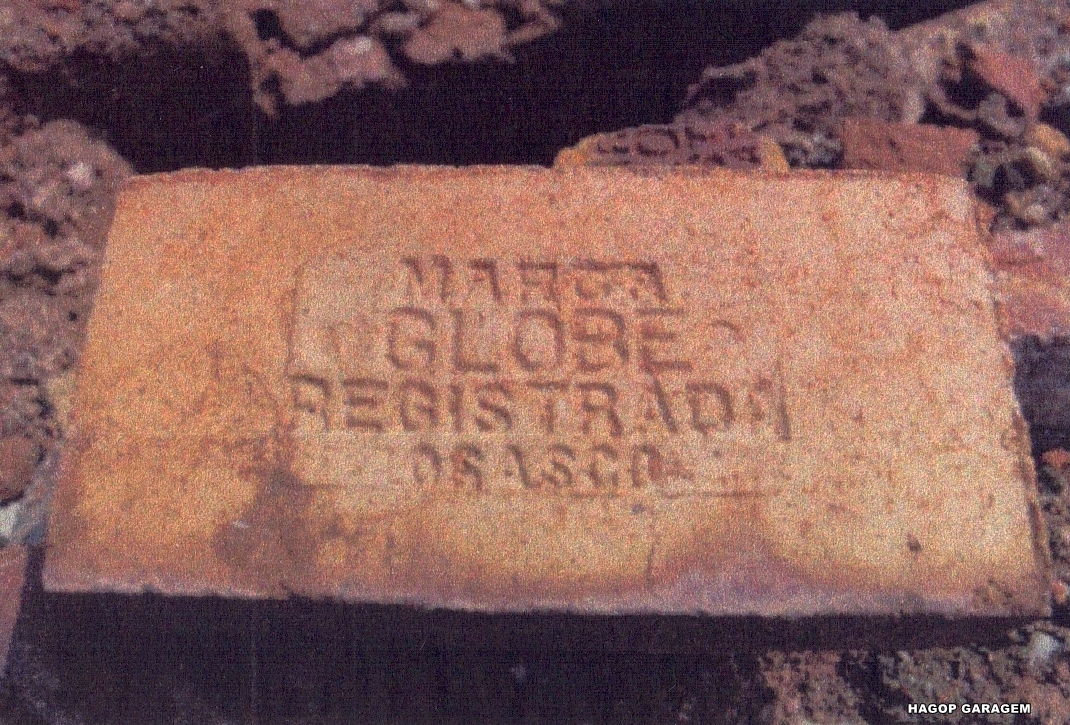 MARCA
GLOBE
REGISTRADA
OSASCO
HAGOP GARAGEM